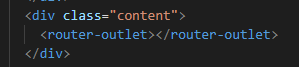 <div class="content">
<router-outlet></router-outlet>
</div>